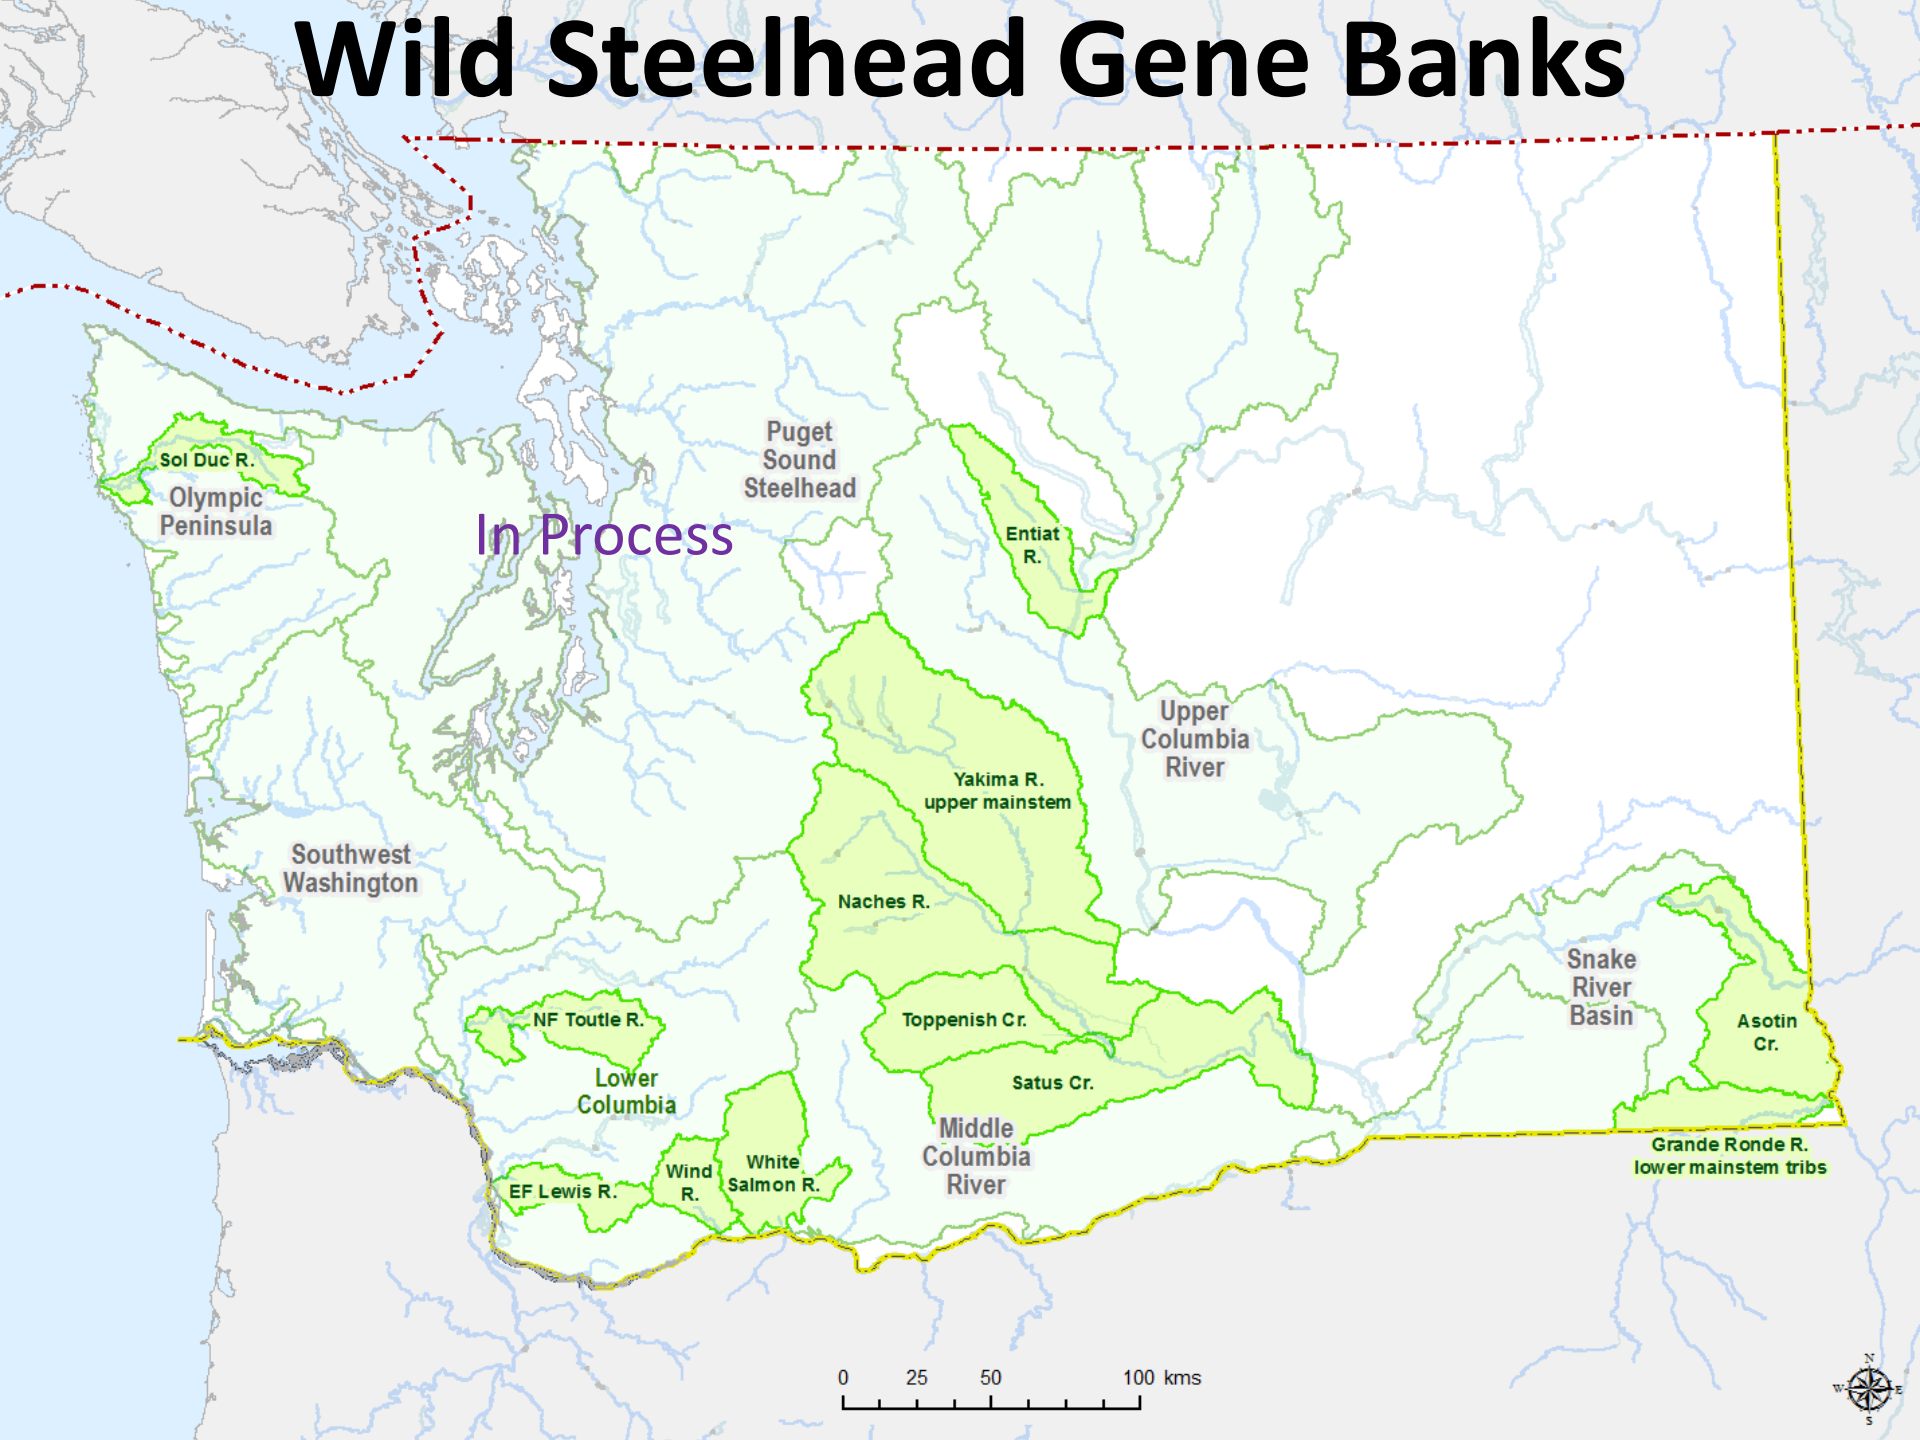 Wild Steelhead Gene Banks
Puget
Sound
Steelhead
Sol Duc R.
Olympic
Peninsula
In Process
Entiat
R.
Upper
Columbia
River
Yakima R.
upper mainstem
Southwest
Washington
Naches R.
Snake
River
Basin
NF Toutle R.
Toppenish Cr.
Asotin
Cr.
Lower
Columbia
Satus Cr.
Middle
Columbia
River
Wind
R.
White
Salmon R.
EF Lewis R.
Grande Ronde R.
lower mainstem tribs
0 25 50 100 kms
N
W E
S